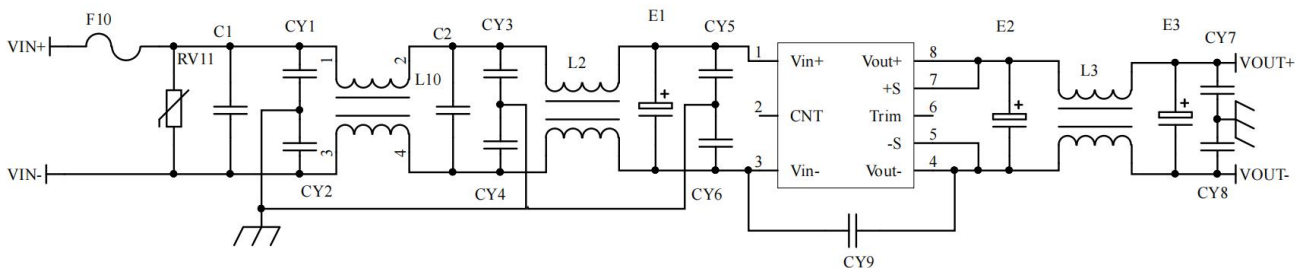 F10
VIN+
RV11
C1
CY1
1
2
L10
C2
CY3
L2
E1
CY5
1
Vin+
Vout+
8
+S
7
2
CNT
Trim
6
-S
5
3
Vin-
Vout-
4
E2
+
L3
E3
+
CY7
VOUT+
+
VIN-
3
4
CY2
CY4
CY6
CY9
CY8
VOUT-